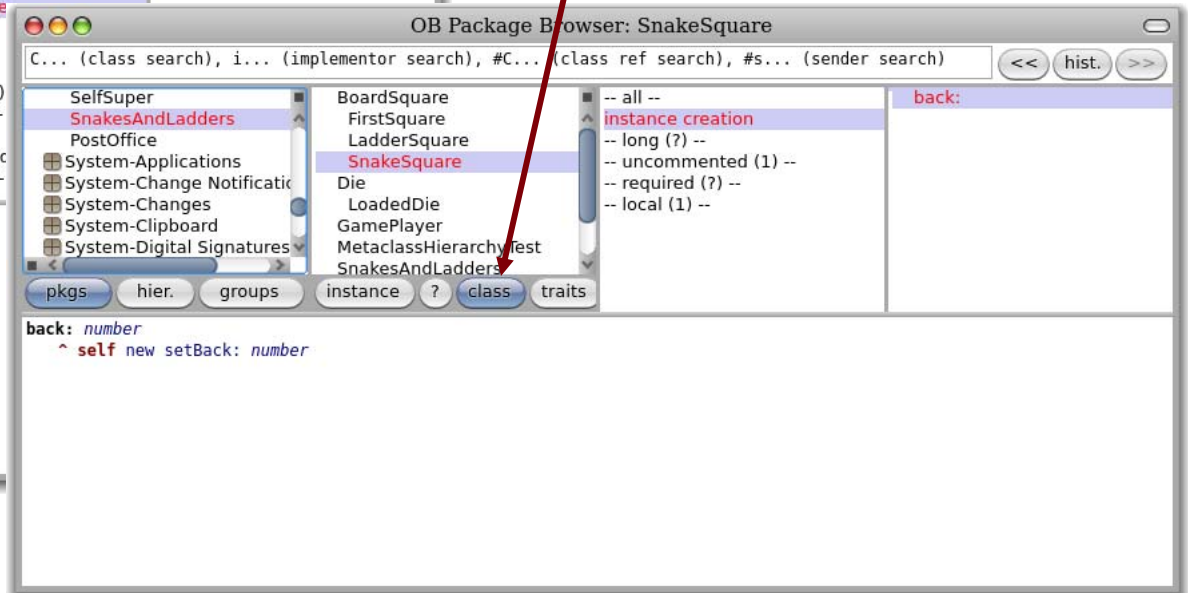 OB Package Browser: SnakeSquare
C... (class search), i... (implementor search), #C... (class ref search), #s... (sender search)
<< hist. >>
SelfSuper
SnakesAndLadders
PostOffice
System-Applications
System-Change Notificatic
System-Changes
System-Clipboard
System-Digital Signatures
BoardSquare
FirstSquare
LadderSquare
SnakeSquare
Die
LoadedDie
GamePlayer
MetaclassHierarchyTest
SnakesAndLadders
-- all --
instance creation
-- long (?) --
-- uncommented (1) --
-- required (?) --
-- local (1) --
back:
pkgs hier. groups instance ? class traits
back: number
^ self new setBack: number